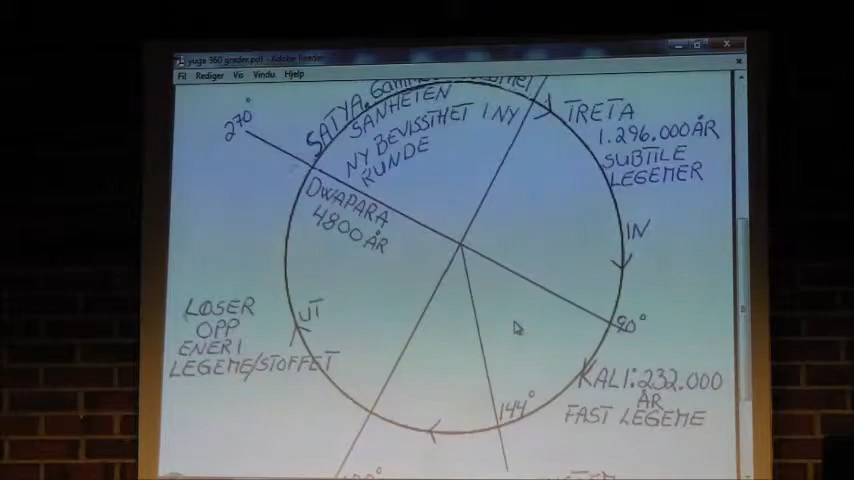 yuga 360 grader.pdf - Adobe Reader
Fil Rediger Vis Vindu Hjelp
270°
SATYA.
SANHETEN
NY BEVISSTHET I NY
RUNDE
TRETA
1.296.000 ÅR
SUBTILE
LEGEMER
DWAPARA
4800 ÅR
IN
UT
LØSER
OPP
ENERI
LEGEME/STOFFET
90°
KALI: 232.000
ÅR
FAST LEGEME
144°